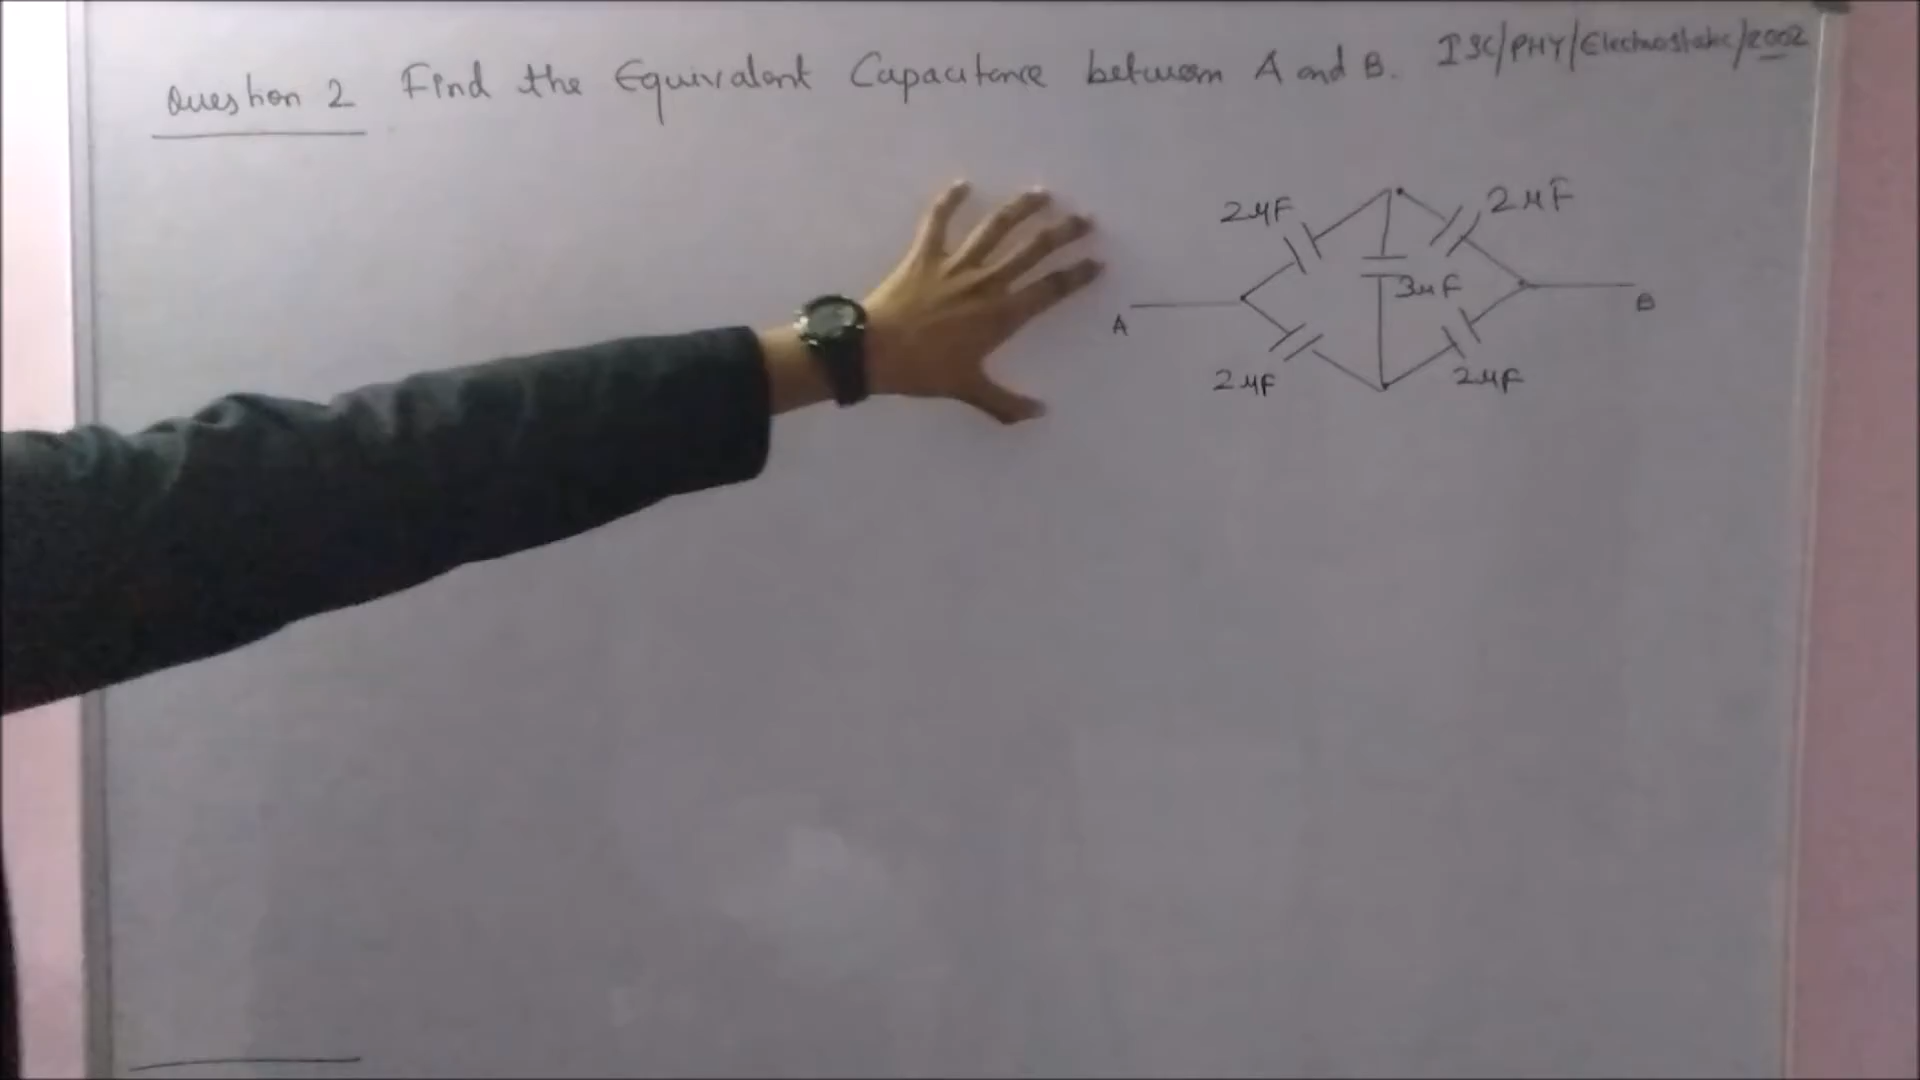 Question 2 Find the Equivalent Capacitance between A and B. ISC/PHY/Electrostatic/2002
2μF 2μF
3μF
A B
2μF 2μF